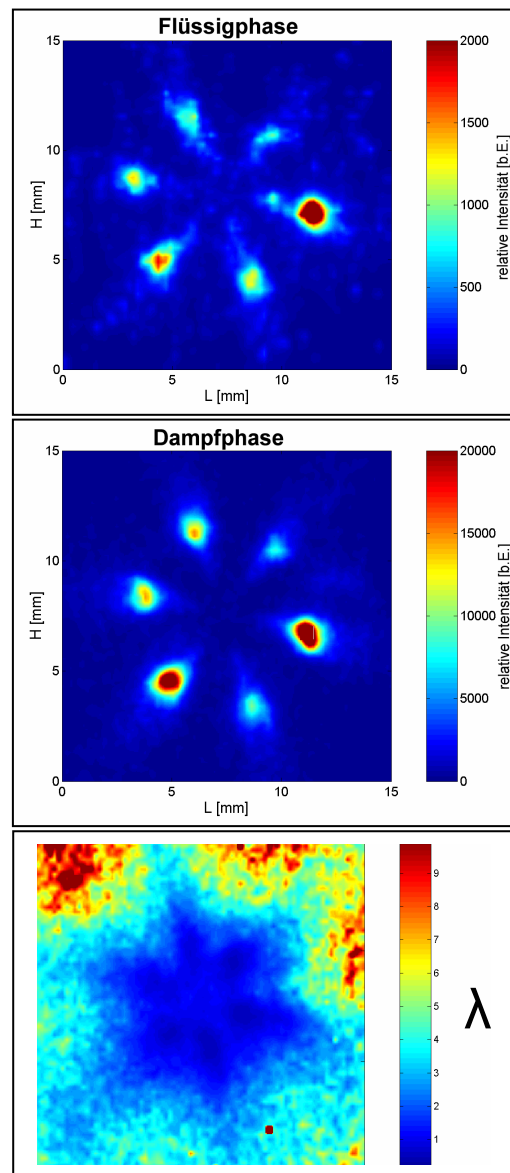 Flüssigphase
15
10
5
0
H [mm]
0 5 10 15
L [mm]
2000
1500
1000
500
0
relative Intensität [b.E.]
Dampfphase
15
10
5
0
H [mm]
0 5 10 15
L [mm]
20000
15000
10000
5000
0
relative Intensität [b.E.]
9
8
7
6
5
4
3
2
1
λ